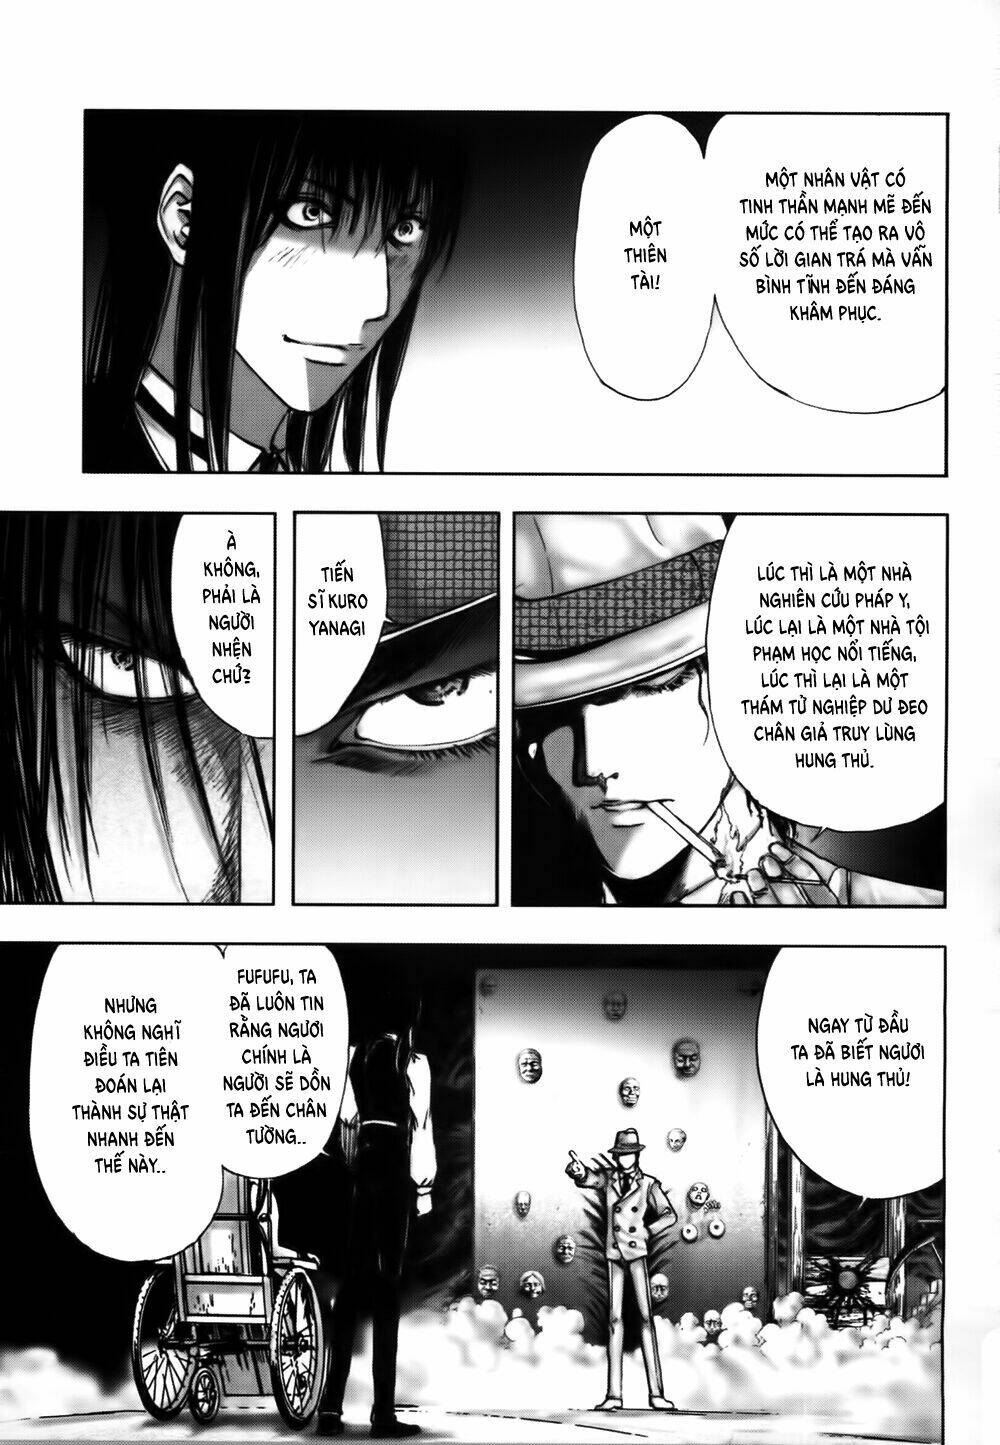 MỘT NHÂN VẬT CÓ
TINH THẦN MẠNH MẼ ĐẾN
MỨC CÓ THỂ TẠO RA VÔ
SỐ LỜI GIAN TRÁ MÀ VẪN
BÌNH TĨNH ĐẾN ĐÁNG
KHÂM PHỤC.
MỘT
THIÊN
TÀI!
LÚC THÌ LÀ MỘT NHÀ
NGHIÊN CỨU PHÁP Y,
LÚC LẠI LÀ MỘT NHÀ TỘI
PHẠM HỌC NỔI TIẾNG,
LÚC THÌ LẠI LÀ MỘT
THÁM TỬ NGHIỆP DƯ ĐEO
CHÂN GIẢ TRUY LÙNG
HUNG THỦ.
TIẾN
SĨ KURO
YANAGI
À
KHÔNG,
PHẢI LÀ
NGƯỜI
NHỆN
CHỨ?
NGAY TỪ ĐẦU
TA ĐÃ BIẾT NGƯƠI
LÀ HUNG THỦ!
FUFUFU, TA
ĐÃ LUÔN TIN
RẰNG NGƯƠI
CHÍNH LÀ
NGƯỜI SẼ DỒN
TA ĐẾN CHÂN
TƯỜNG..
NHƯNG
KHÔNG NGHĨ
ĐIỀU TA TIÊN
ĐOÁN LẠI
THÀNH SỰ THẬT
NHANH ĐẾN
THẾ NÀY..